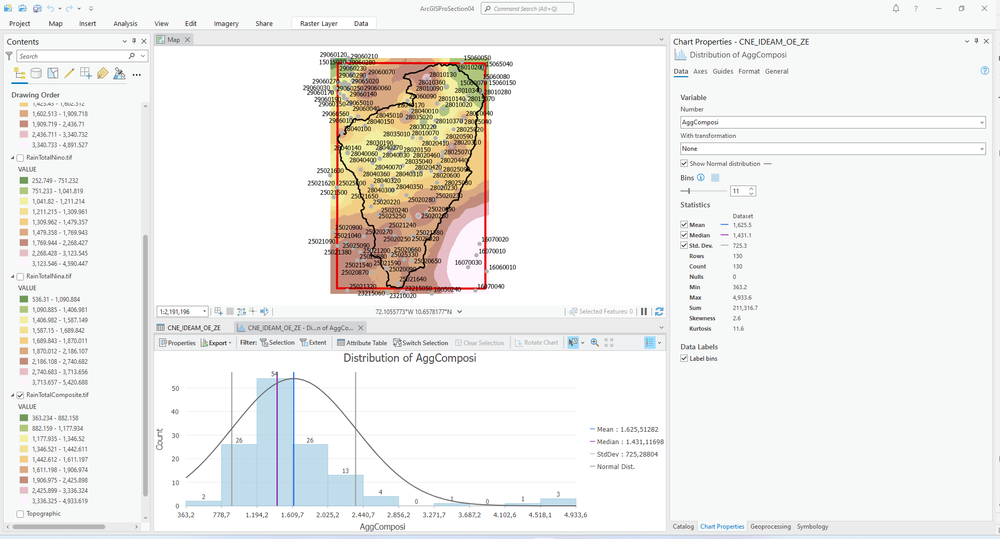 ArcGISProSection04
Command Search (Alt+Q)
?
Project Map Insert Analysis View Edit Imagery Share Raster Layer Data
Contents
Search
Drawing Order
1,423.43 - 1,602.512
1,602.513 - 1,909.718
1,909.719 - 2,436.71
2,436.711 - 3,340.732
3,340.733 - 4,891.527
RainTotalNino.tif
VALUE
252.749 - 751.232
751.233 - 1,041.819
1,041.82 - 1,211.214
1,211.215 - 1,309.961
1,309.962 - 1,479.357
1,479.358 - 1,769.943
1,769.944 - 2,268.427
2,268.428 - 3,123.545
3,123.546 - 4,590.447
RainTotalNina.tif
VALUE
536.31 - 1,090.884
1,090.885 - 1,406.981
1,406.982 - 1,587.149
1,587.15 - 1,689.842
1,689.843 - 1,870.011
1,870.012 - 2,186.107
2,186.108 - 2,740.682
2,740.683 - 3,713.656
3,713.657 - 5,420.688
RainTotalComposite.tif
VALUE
363.234 - 882.158
882.159 - 1,177.934
1,177.935 - 1,346.52
1,346.521 - 1,442.611
1,442.612 - 1,611.197
1,611.198 - 1,906.974
1,906.975 - 2,425.898
2,425.899 - 3,336.324
3,336.325 - 4,933.619
Topographic
Map
29060120 29060210 15060050
15015020 29060280 28010200 15065040
29060230 29060070
29060290 28010130 15060080
29060270 29065020 28010360 15060070 15060150
29060030 29060250 29060060 28010090
29060170 29060140 28010340 28010280
29060190 29060090 28010140 28015070
29060150 29065010 28040170 28010020
29060040 28040010
29060560 28045010 28035020 28010040
29060100 28040150 28010370 28025040
28040100 28030220 28025020
28035010 28010070 28020590
28030190 28020410 28020310
28040140 28040270 28020150
28040060 28040030 28020460 28025070
28040400 28035040 28020440
28040070 28020420 28025090
25021630 28040360 28040310 28020600
28040320 28025080
25021620 25025300 28040350 28020230
25021500 28040300
25021650 25020280 25020230
25020220
25020240 25020690
25025250 25020260
25020900 25021240
25021040 25020270 25021580
25021090 25020250 25020920 16070020
25025090
25021380 25021200 25020660 16070010
25020880 25025330
25021540 25021590 25020650 16070030
25020870 25020090 16060010
25021640
25021320 23215050 16050240 16070040
23215060 23210020
1:2,191,196 72.1055773°W 10.6578177°N Selected Features: 0
CNE_IDEAM_OE_ZE CNE_IDEAM_OE_ZE - Di...n of AggCo...
Properties Export Filter: Selection Extent Attribute Table Switch Selection Clear Selection Rotate Chart
Distribution of AggComposi
Count
50
40
30
20
10
0
2 26 54 26 13 4 0 1 0 1 3
363,2 778,7 1.194,2 1.609,7 2.025,2 2.440,7 2.856,2 3.271,7 3.687,2 4.102,6 4.518,1 4.933,6
AggComposi
Mean : 1.625,51282
Median : 1.431,11698
StdDev : 725,28804
Normal Dist.
Chart Properties - CNE_IDEAM_OE_ZE
Distribution of AggComposi
Data Axes Guides Format General
Variable
Number
AggComposi
With transformation
None
Show Normal distribution
Bins
11
Statistics
Dataset
Mean 1,625.5
Median 1,431.1
Std. Dev. 725.3
Rows 130
Count 130
Nulls 0
Min 363.2
Max 4,933.6
Sum 211,316.7
Skewness 2.6
Kurtosis 11.6
Data Labels
Label bins
Catalog Chart Properties Geoprocessing Symbology